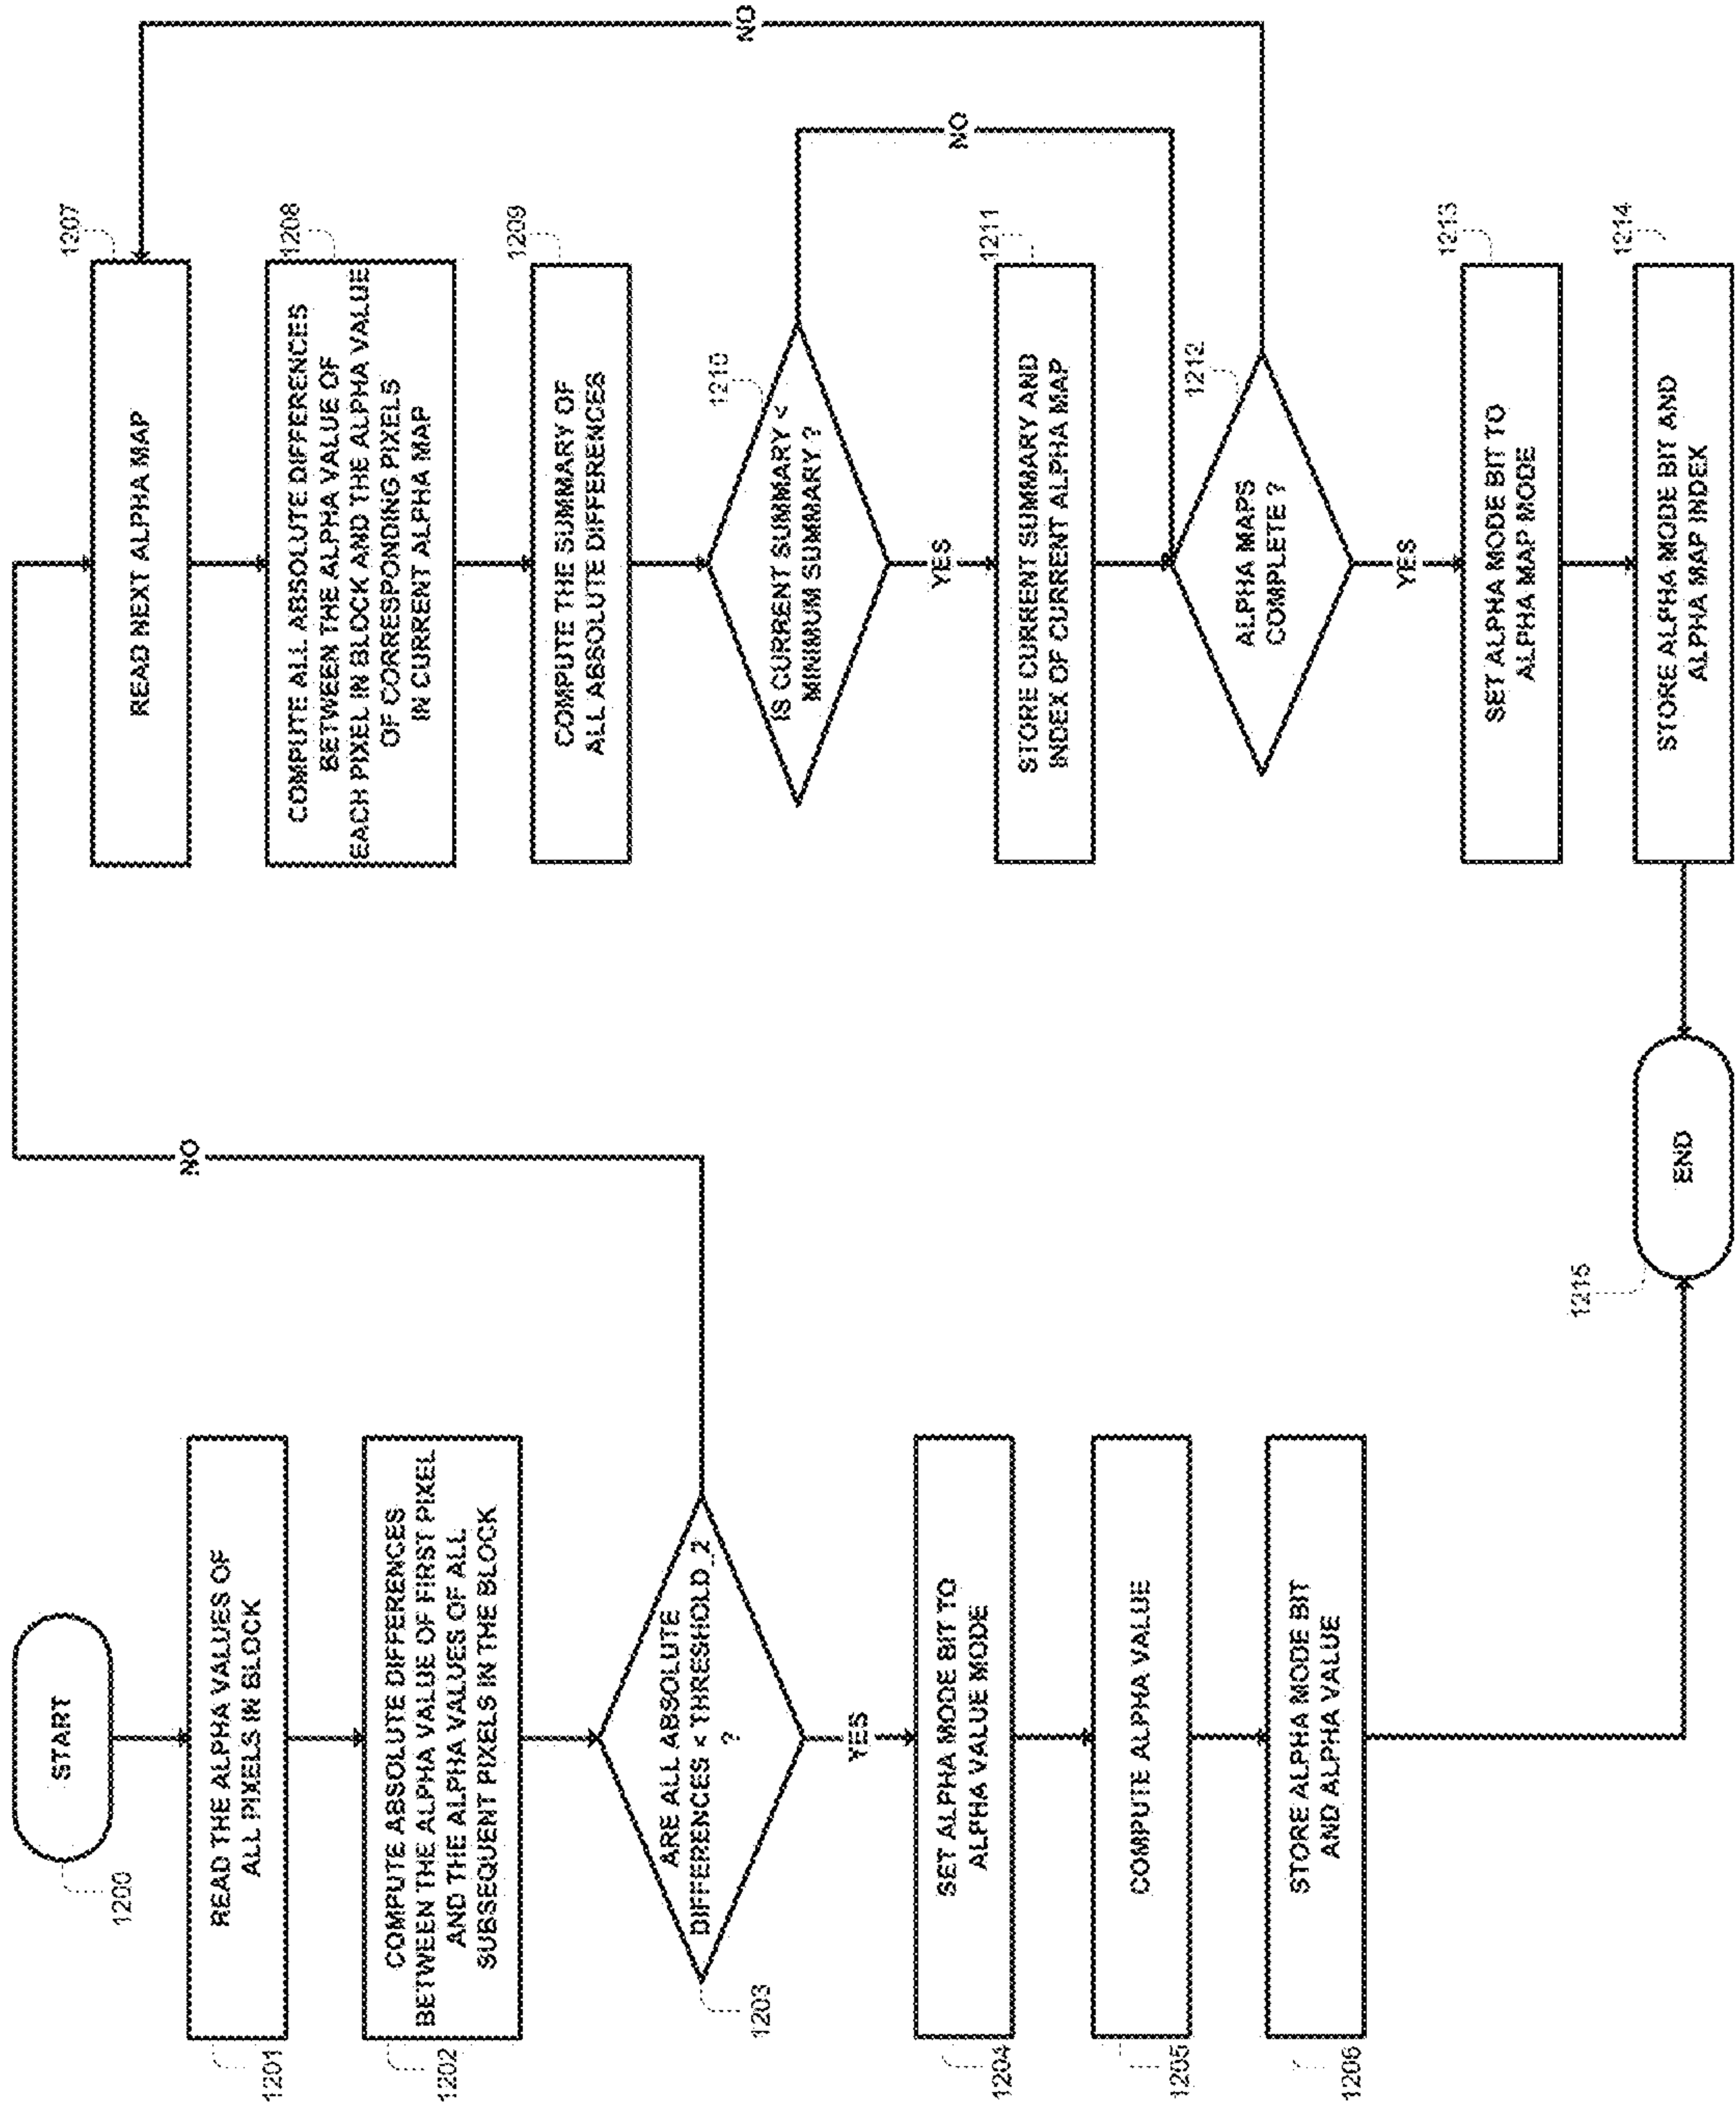 START
1200
READ THE ALPHA VALUES OF
ALL PIXELS IN BLOCK
1201
COMPUTE ABSOLUTE DIFFERENCES
BETWEEN THE ALPHA VALUE OF FIRST PIXEL
AND THE ALPHA VALUES OF ALL
SUBSEQUENT PIXELS IN THE BLOCK
1202
ARE ALL ABSOLUTE
DIFFERENCES < THRESHOLD_2
?
1203
NO
YES
SET ALPHA MODE BIT TO
ALPHA VALUE MODE
1204
COMPUTE ALPHA VALUE
1205
STORE ALPHA MODE BIT
AND ALPHA VALUE
1206
READ NEXT ALPHA MAP
1207
COMPUTE ALL ABSOLUTE DIFFERENCES
BETWEEN THE ALPHA VALUE OF
EACH PIXEL IN BLOCK AND THE ALPHA VALUE
OF CORRESPONDING PIXELS
IN CURRENT ALPHA MAP
1208
COMPUTE THE SUMMARY OF
ALL ABSOLUTE DIFFERENCES
1209
IS CURRENT SUMMARY <
MINIMUM SUMMARY ?
1210
NO
YES
STORE CURRENT SUMMARY AND
INDEX OF CURRENT ALPHA MAP
1211
ALPHA MAPS
COMPLETE ?
1212
NO
YES
SET ALPHA MODE BIT TO
ALPHA MAP MODE
1213
STORE ALPHA MODE BIT AND
ALPHA MAP INDEX
1214
END
1215